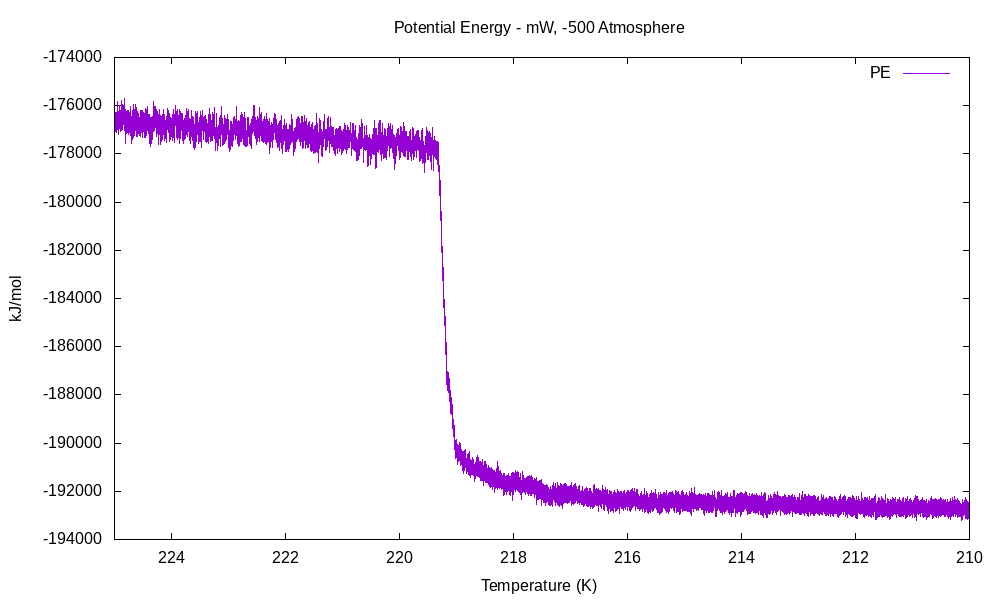 Potential Energy - mW, -500 Atmosphere
PE
-174000
-176000
-178000
-180000
-182000
-184000
-186000
-188000
-190000
-192000
-194000
kJ/mol
224 222 220 218 216 214 212 210
Temperature (K)